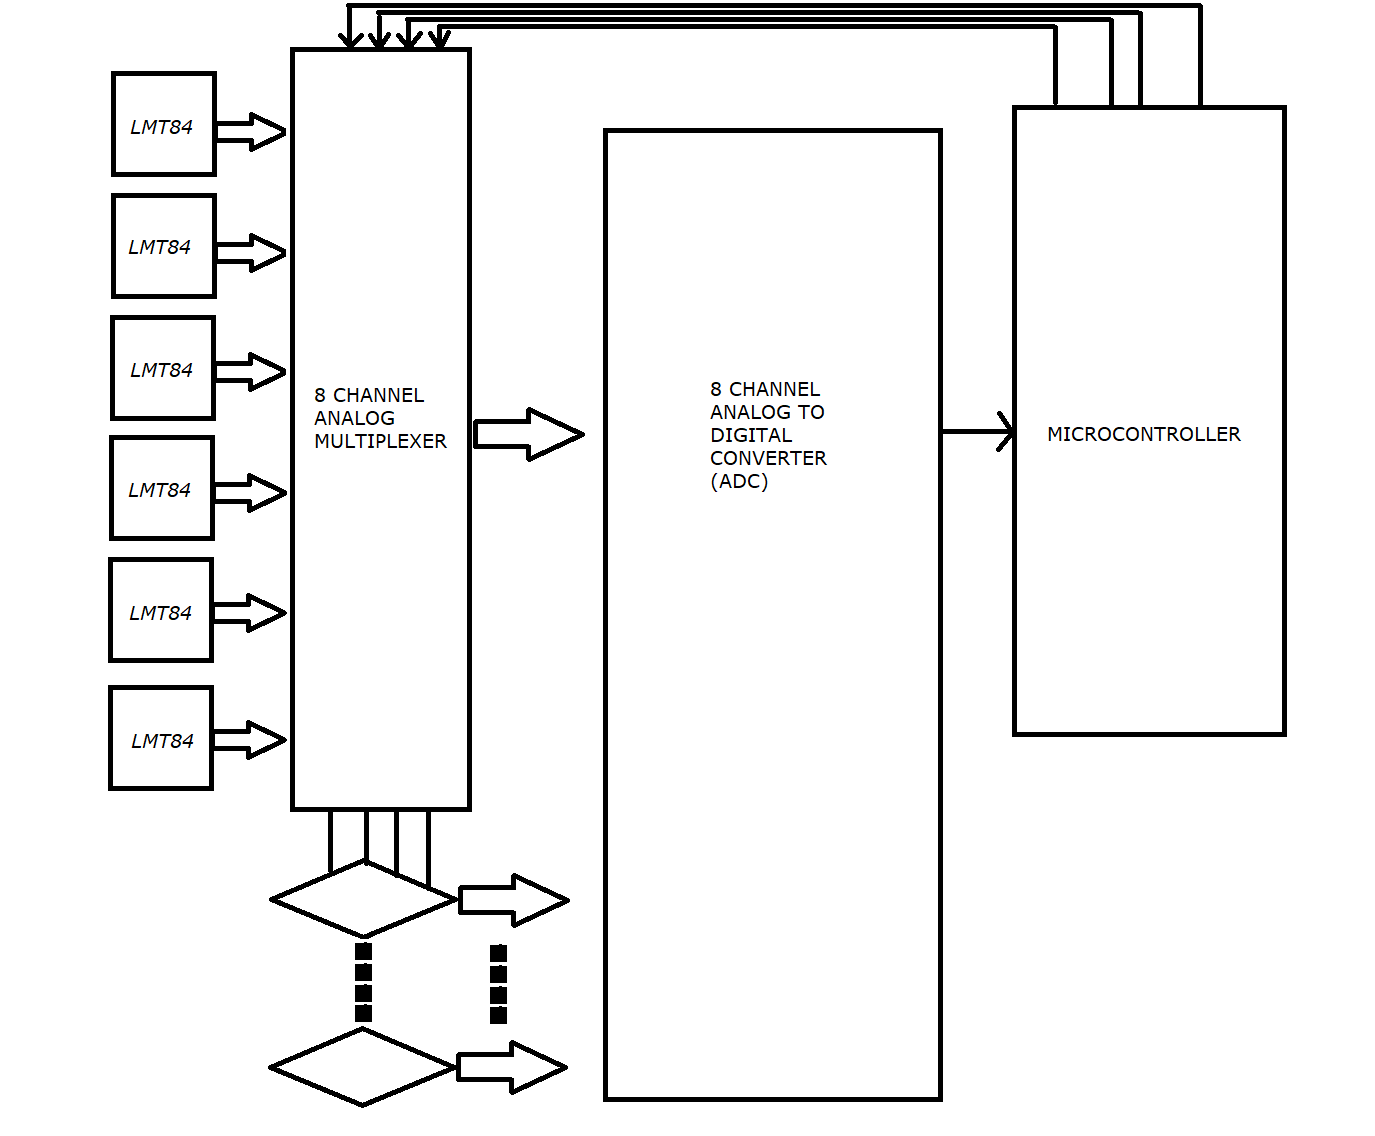 LMT84
LMT84
LMT84
LMT84
LMT84
LMT84
8 CHANNEL
ANALOG
MULTIPLEXER
8 CHANNEL
ANALOG TO
DIGITAL
CONVERTER
(ADC)
MICROCONTROLLER